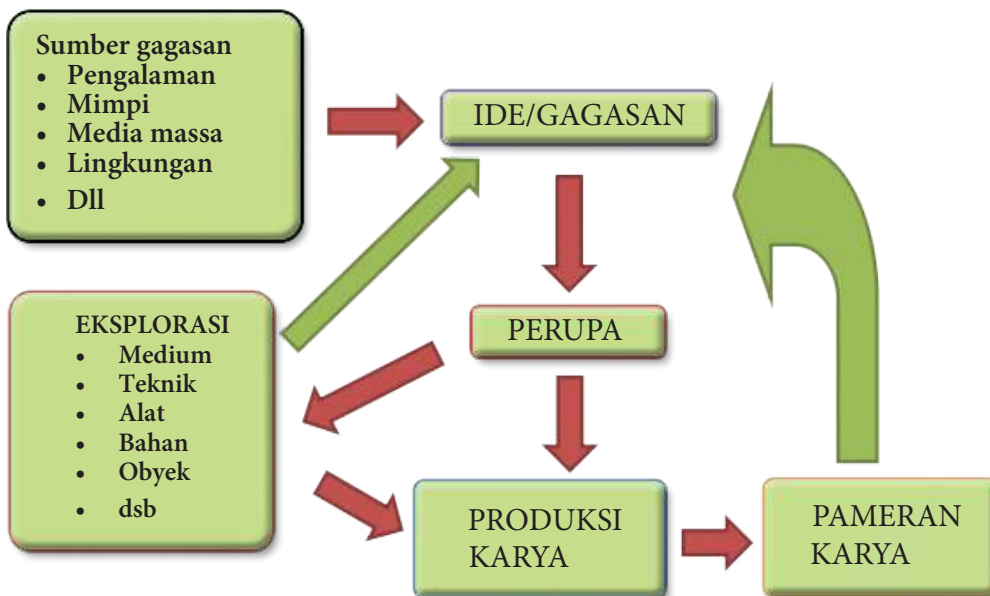 Sumber gagasan
• Pengalaman
• Mimpi
• Media massa
• Lingkungan
• Dll
IDE/GAGASAN
EKSPLORASI
• Medium
• Teknik
• Alat
• Bahan
• Obyek
• dsb
PERUPA
PRODUKSI
KARYA
PAMERAN
KARYA